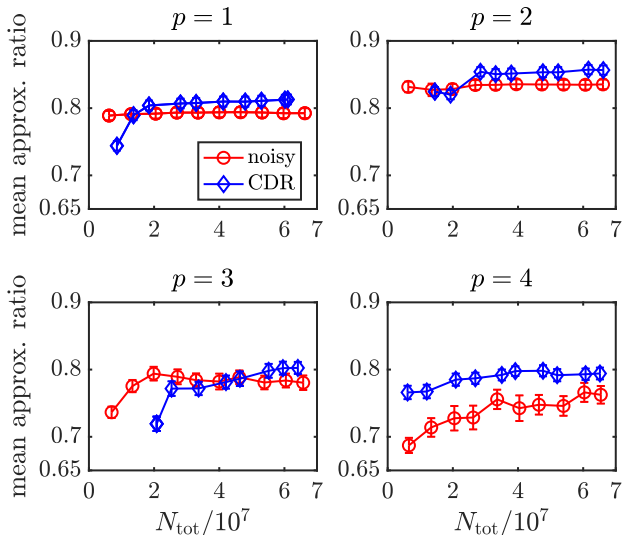 p = 1
p = 2
mean approx. ratio
0.9
0.8
0.7
0.65
0 2 4 6 7
noisy
CDR
0.9
0.8
0.7
0.65
0 2 4 6 7
p = 3
p = 4
mean approx. ratio
0.9
0.8
0.7
0.65
0 2 4 6 7
N_tot/10^7
0.9
0.8
0.7
0.65
0 2 4 6 7
N_tot/10^7